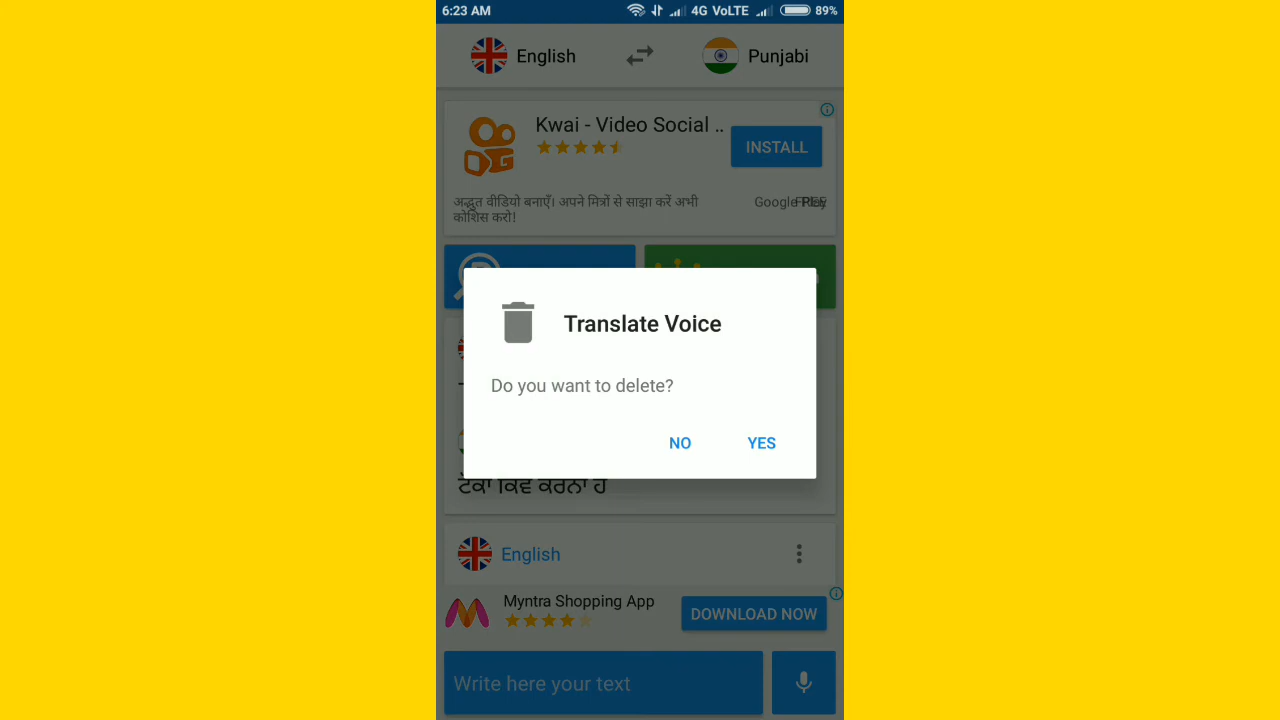 6:23 AM
4G VoLTE
89%
English
Punjabi
Kwai - Video Social ..
INSTALL
अद्भुत वीडियो बनाएँ। अपने मित्रों से साझा करें अभी
कोशिस करो!
Google Play
FREE
Translate Voice
Do you want to delete?
NO
YES
ਟੀਕਾ ਕਿਵੇਂ ਕਰਨਾ ਹੈ
English
Myntra Shopping App
DOWNLOAD NOW
Write here your text